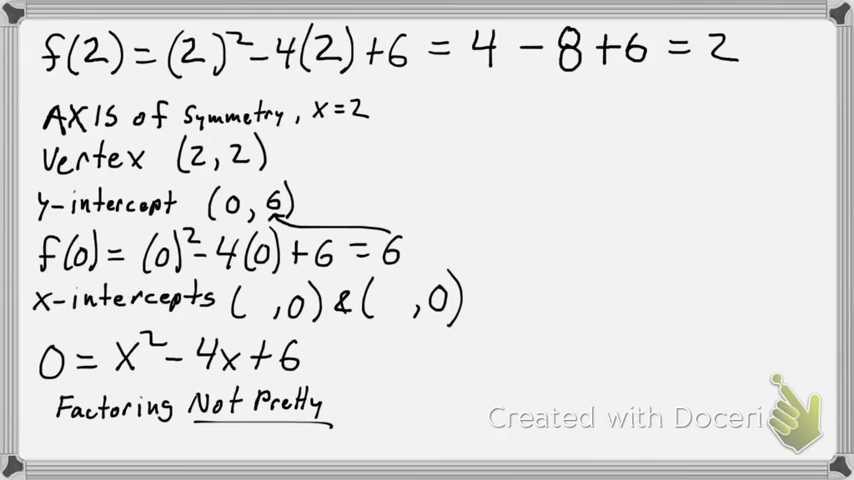 f(2) = (2)² - 4(2) + 6 = 4 - 8 + 6 = 2
AXIS of Symmetry, x = 2
Vertex (2, 2)
y-intercept (0, 6)
f(0) = (0)² - 4(0) + 6 = 6
x-intercepts ( , 0) & ( , 0)
0 = x² - 4x + 6
Factoring Not Pretty
Created with Doceri